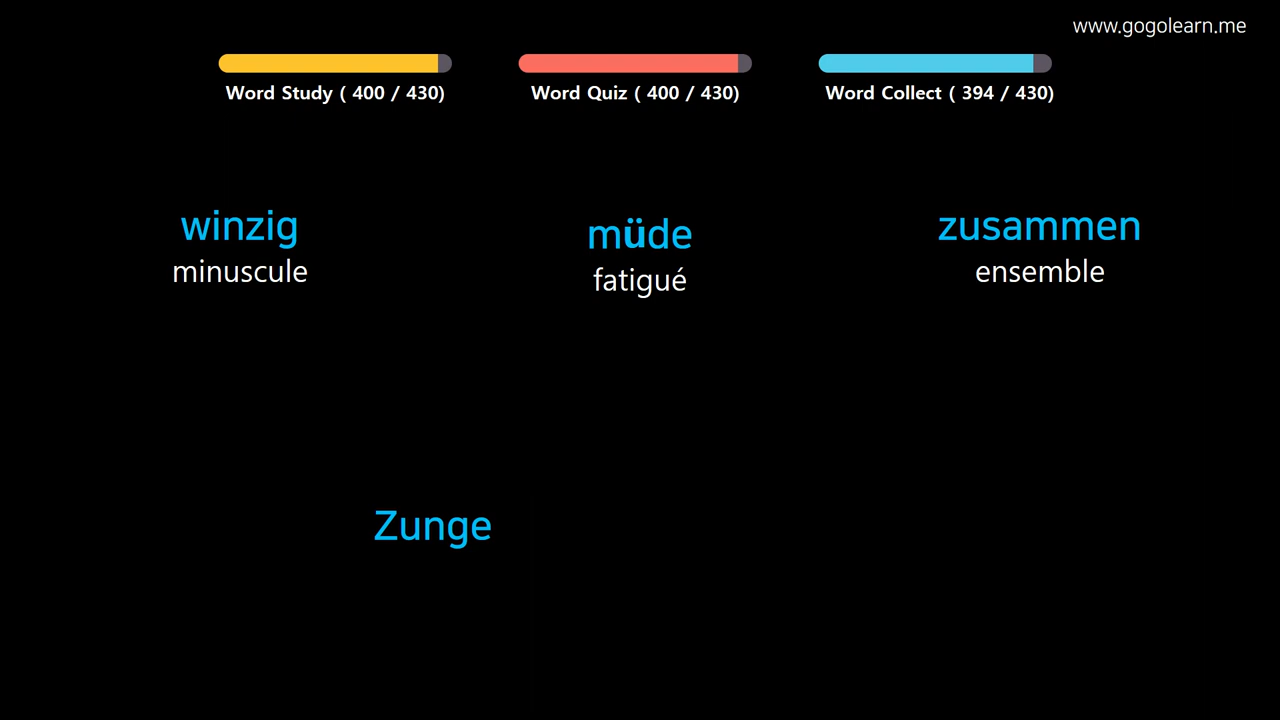 www.gogolearn.me
Word Study ( 400 / 430)
Word Quiz ( 400 / 430)
Word Collect ( 394 / 430)
winzig
minuscule
müde
fatigué
zusammen
ensemble
Zunge